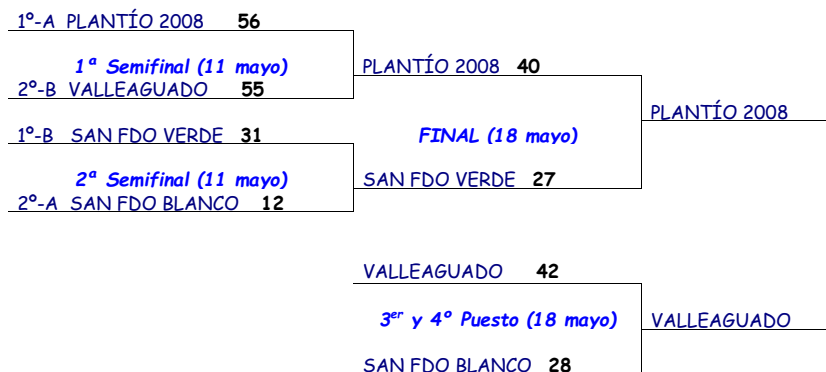 1º-A PLANTÍO 2008 56
1ª Semifinal (11 mayo)
PLANTÍO 2008 40
2º-B VALLEAGUADO 55
PLANTÍO 2008
1º-B SAN FDO VERDE 31
FINAL (18 mayo)
2ª Semifinal (11 mayo)
SAN FDO VERDE 27
2º-A SAN FDO BLANCO 12
VALLEAGUADO 42
3er y 4º Puesto (18 mayo)
VALLEAGUADO
SAN FDO BLANCO 28